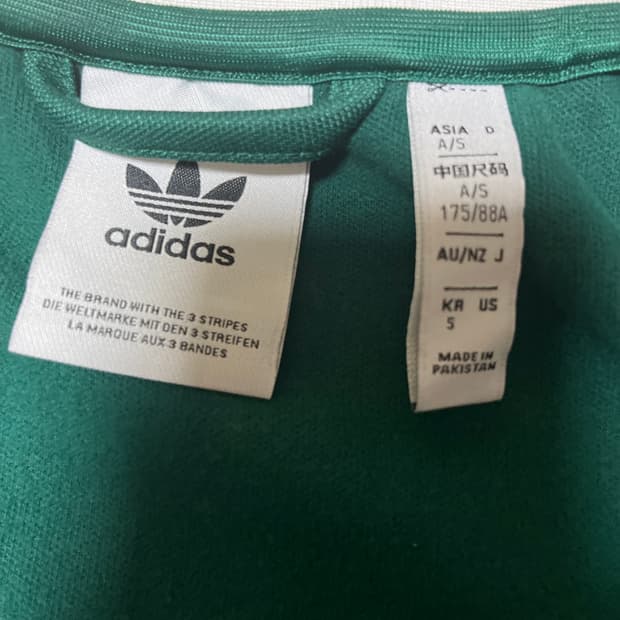 adidas
THE BRAND WITH THE 3 STRIPES
DIE WELTMARKE MIT DEN 3 STREIFEN
LA MARQUE AUX 3 BANDES
ASIA D
A/S
中国尺码
A/S
175/88A
AU/NZ J
KR US
S
MADE IN
PAKISTAN